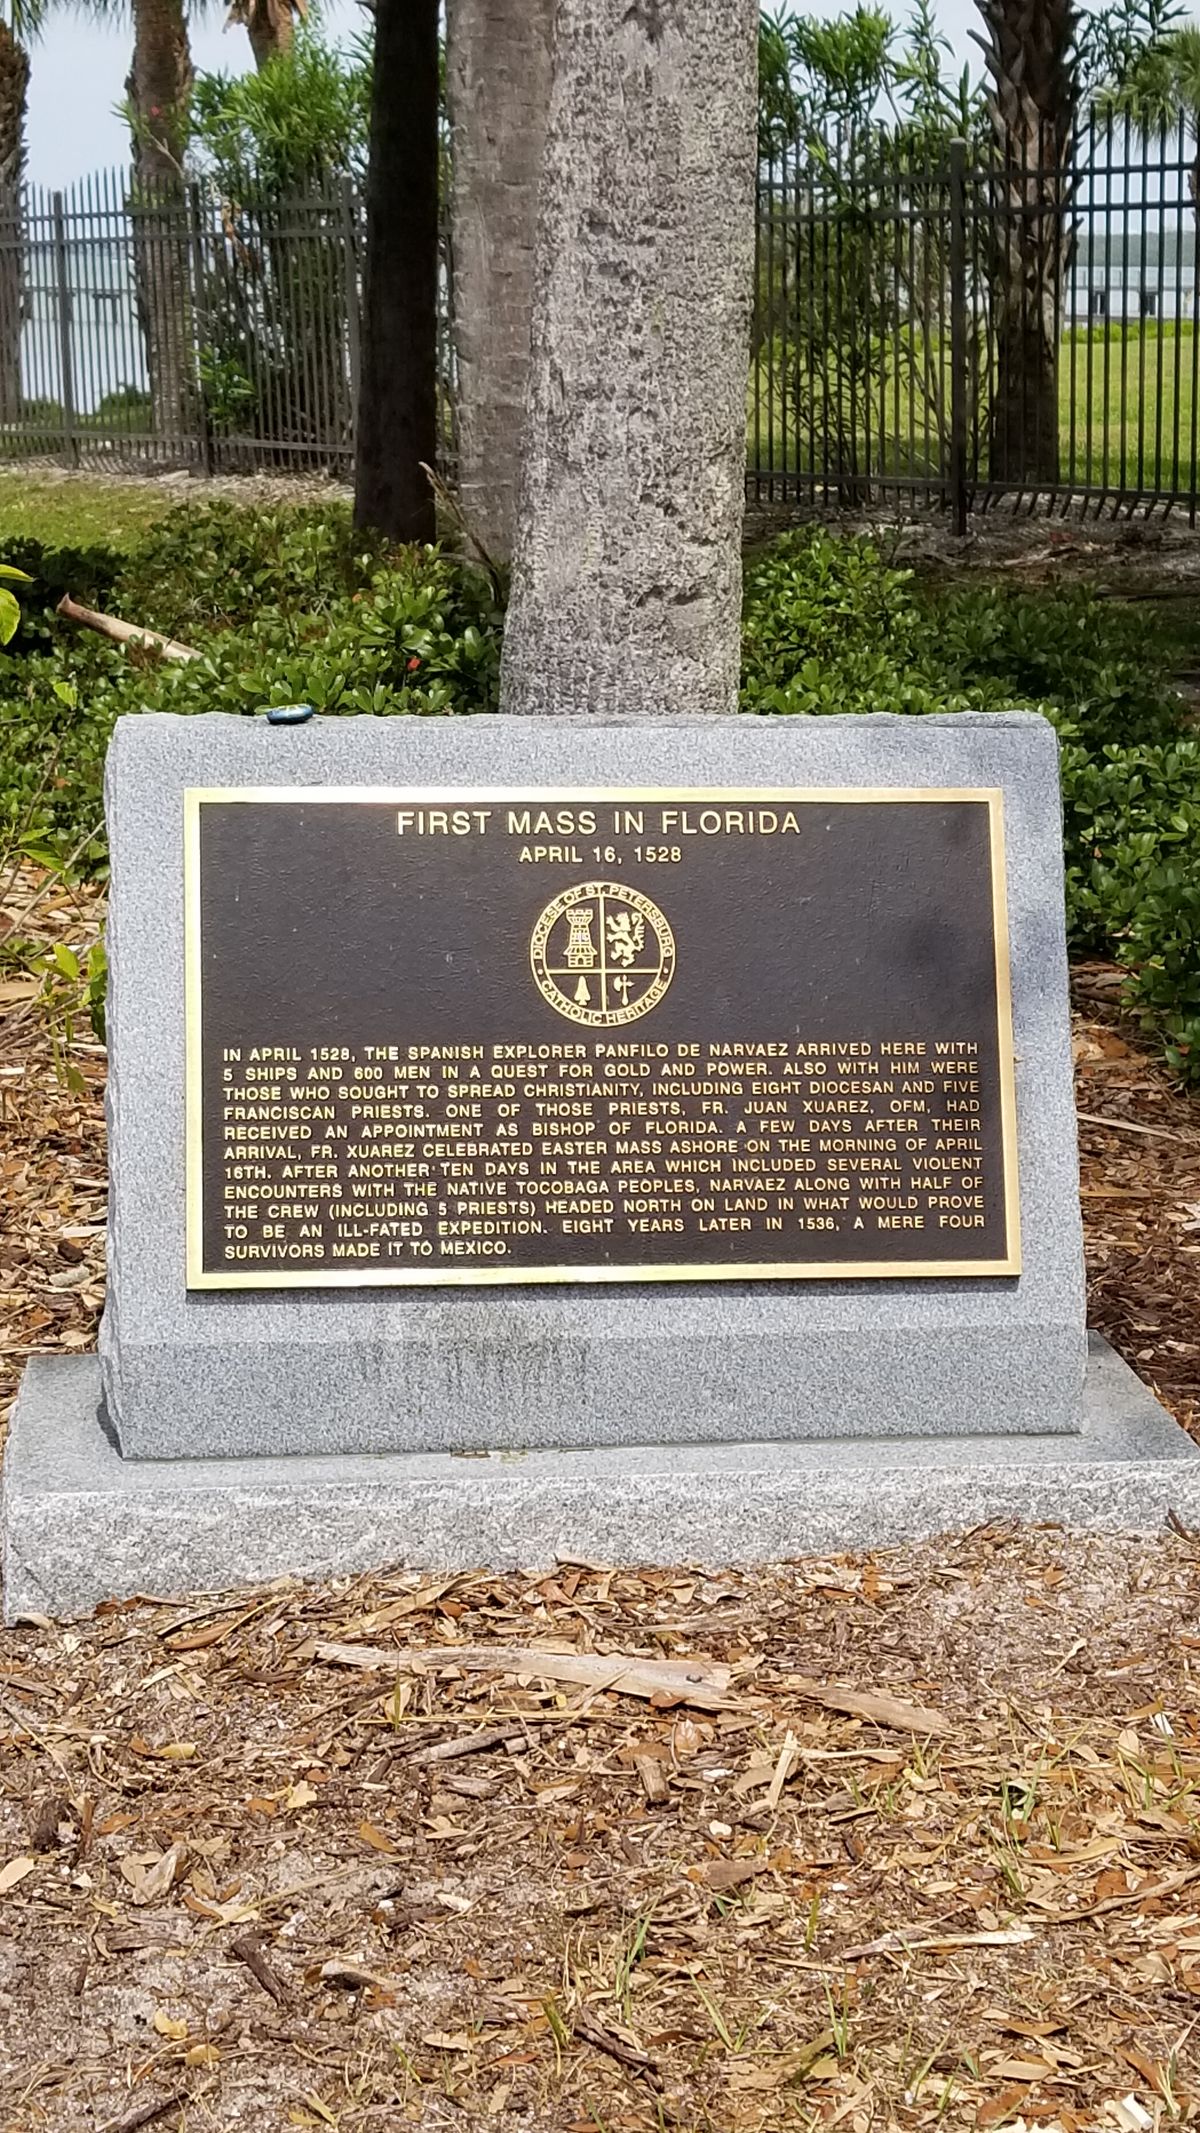 FIRST MASS IN FLORIDA
APRIL 16, 1528
DIOCESE OF ST. PETERSBURG
CATHOLIC HERITAGE
IN APRIL 1528, THE SPANISH EXPLORER PANFILO DE NARVAEZ ARRIVED HERE WITH
5 SHIPS AND 600 MEN IN A QUEST FOR GOLD AND POWER. ALSO WITH HIM WERE
THOSE WHO SOUGHT TO SPREAD CHRISTIANITY, INCLUDING EIGHT DIOCESAN AND FIVE
FRANCISCAN PRIESTS. ONE OF THOSE PRIESTS, FR. JUAN XUAREZ, OFM, HAD
RECEIVED AN APPOINTMENT AS BISHOP OF FLORIDA. A FEW DAYS AFTER THEIR
ARRIVAL, FR. XUAREZ CELEBRATED EASTER MASS ASHORE ON THE MORNING OF APRIL
16TH. AFTER ANOTHER TEN DAYS IN THE AREA WHICH INCLUDED SEVERAL VIOLENT
ENCOUNTERS WITH THE NATIVE TOCOBAGA PEOPLES, NARVAEZ ALONG WITH HALF OF
THE CREW (INCLUDING 5 PRIESTS) HEADED NORTH ON LAND IN WHAT WOULD PROVE
TO BE AN ILL-FATED EXPEDITION. EIGHT YEARS LATER IN 1536, A MERE FOUR
SURVIVORS MADE IT TO MEXICO.